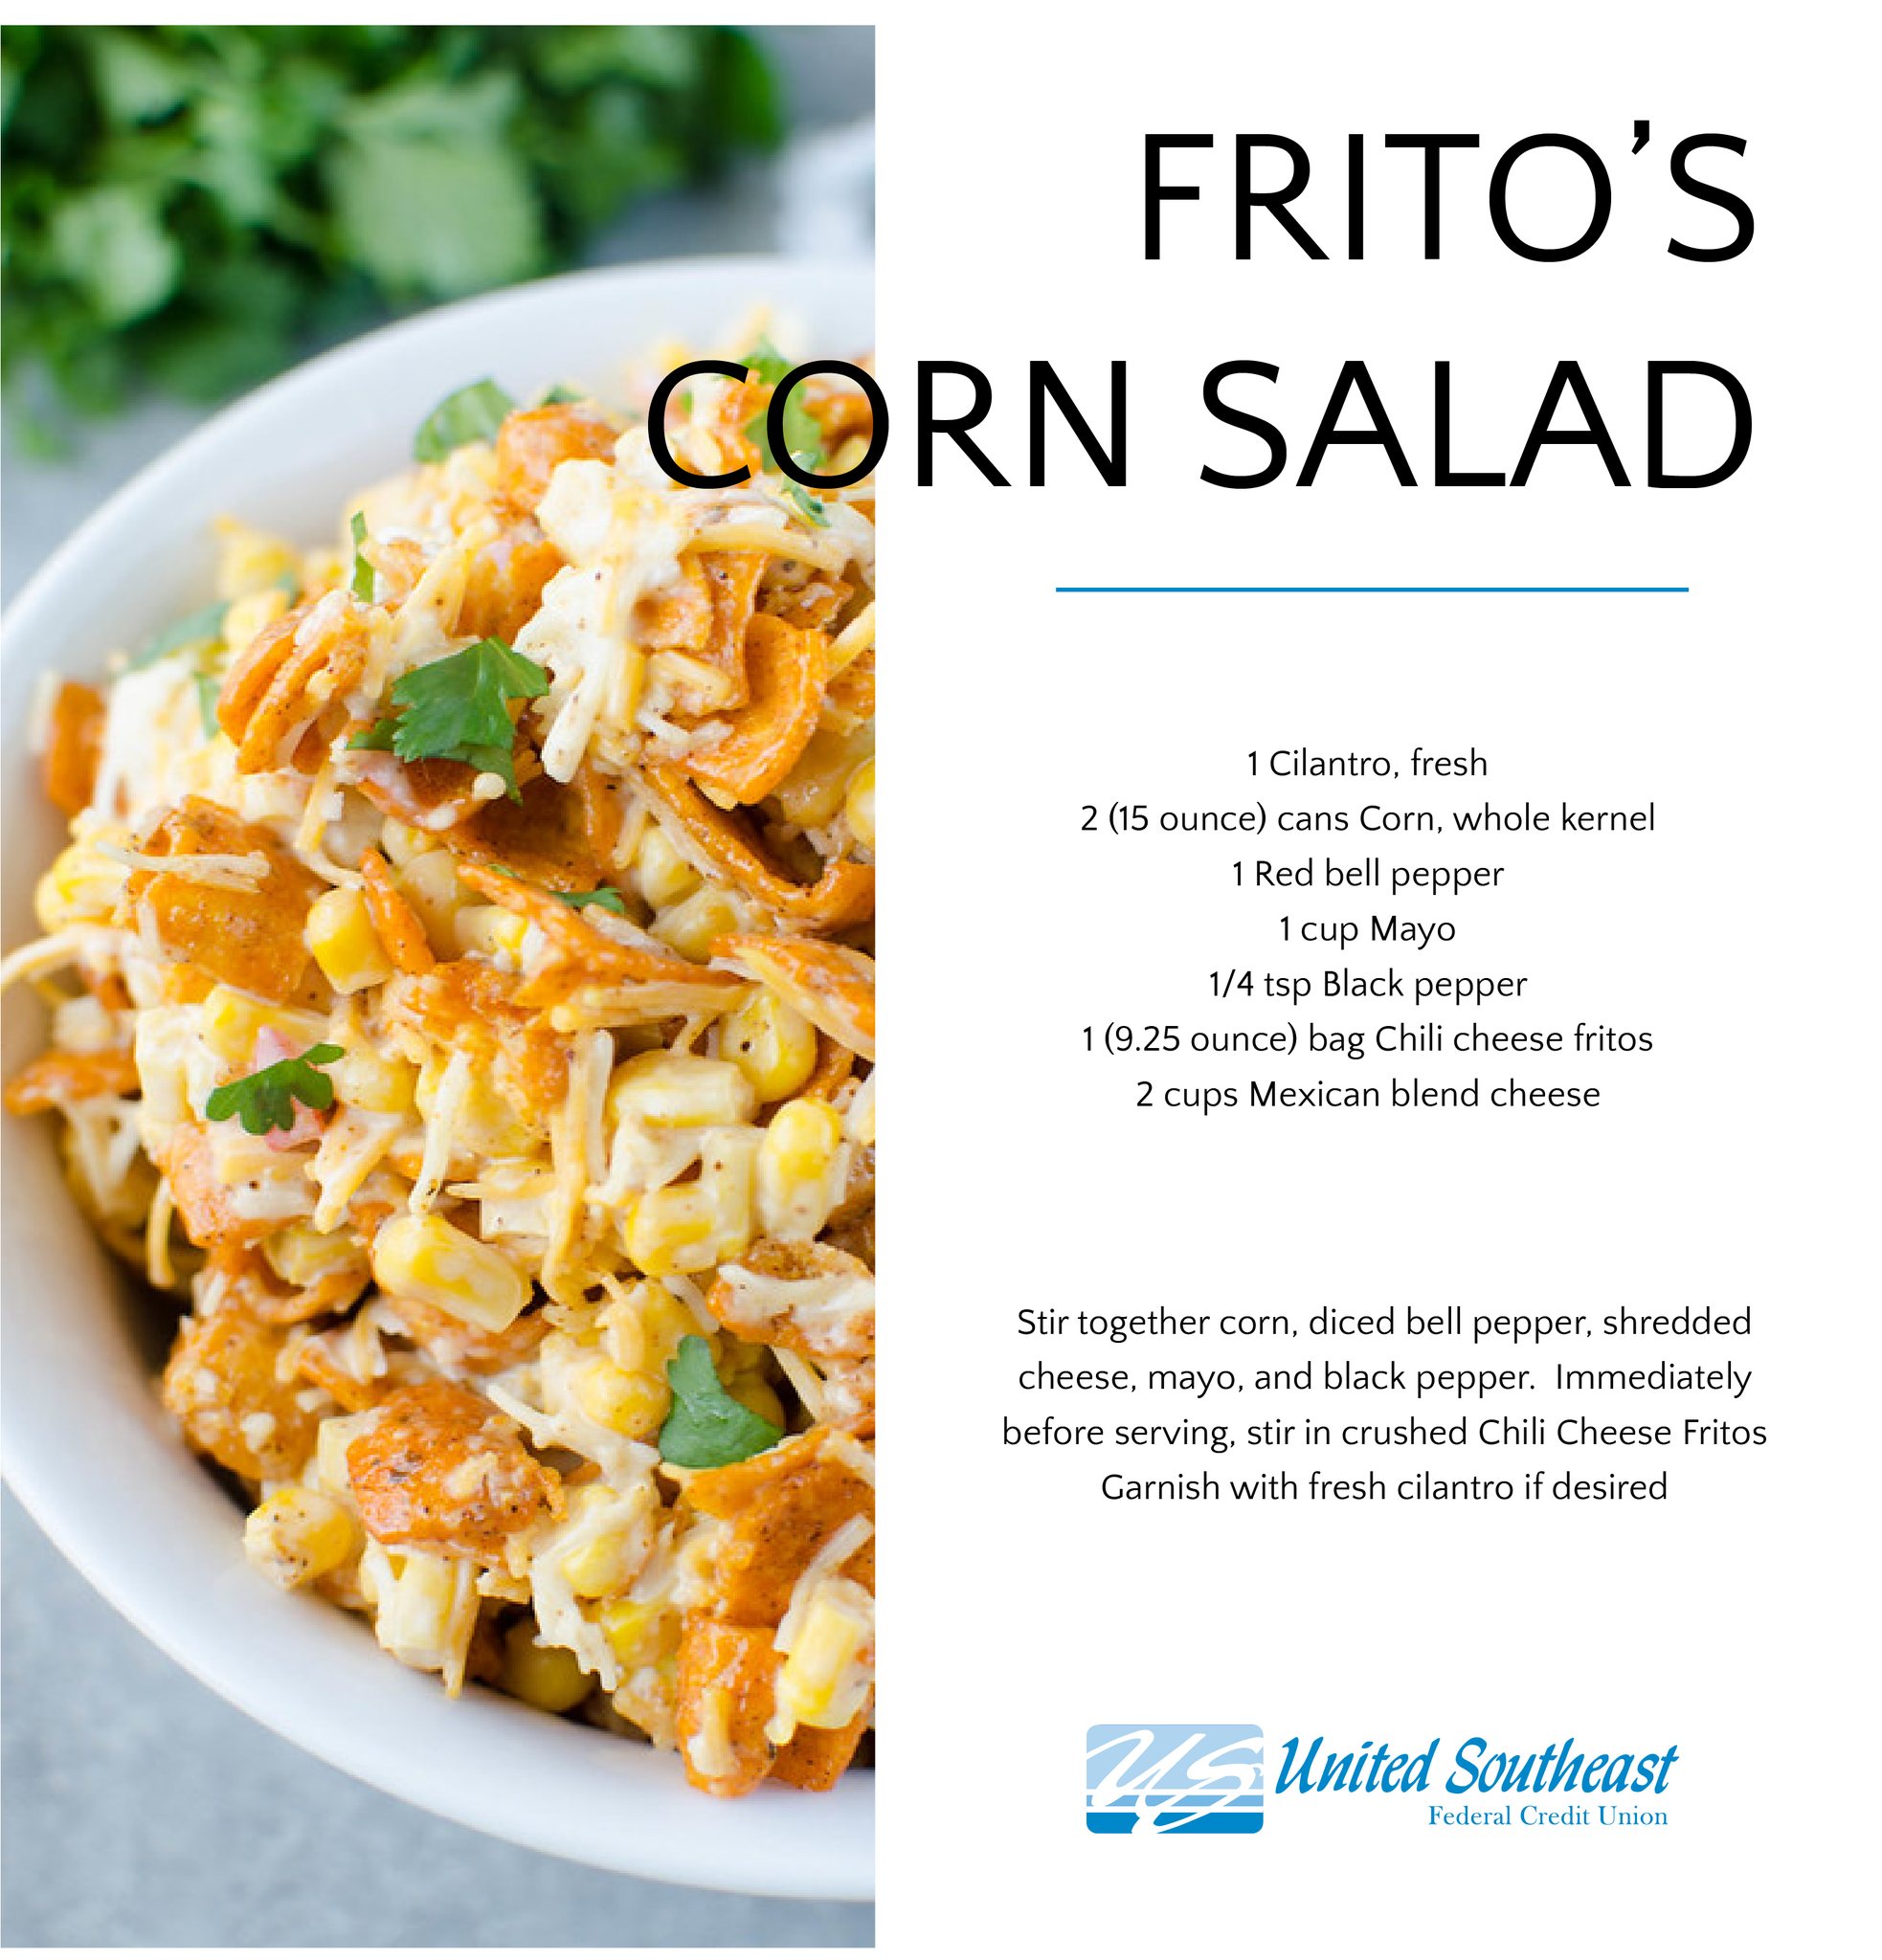 FRITO'S
CORN SALAD
1 Cilantro, fresh
2 (15 ounce) cans Corn, whole kernel
1 Red bell pepper
1 cup Mayo
1/4 tsp Black pepper
1 (9.25 ounce) bag Chili cheese fritos
2 cups Mexican blend cheese
Stir together corn, diced bell pepper, shredded
cheese, mayo, and black pepper.  Immediately
before serving, stir in crushed Chili Cheese Fritos
Garnish with fresh cilantro if desired
US United Southeast
Federal Credit Union